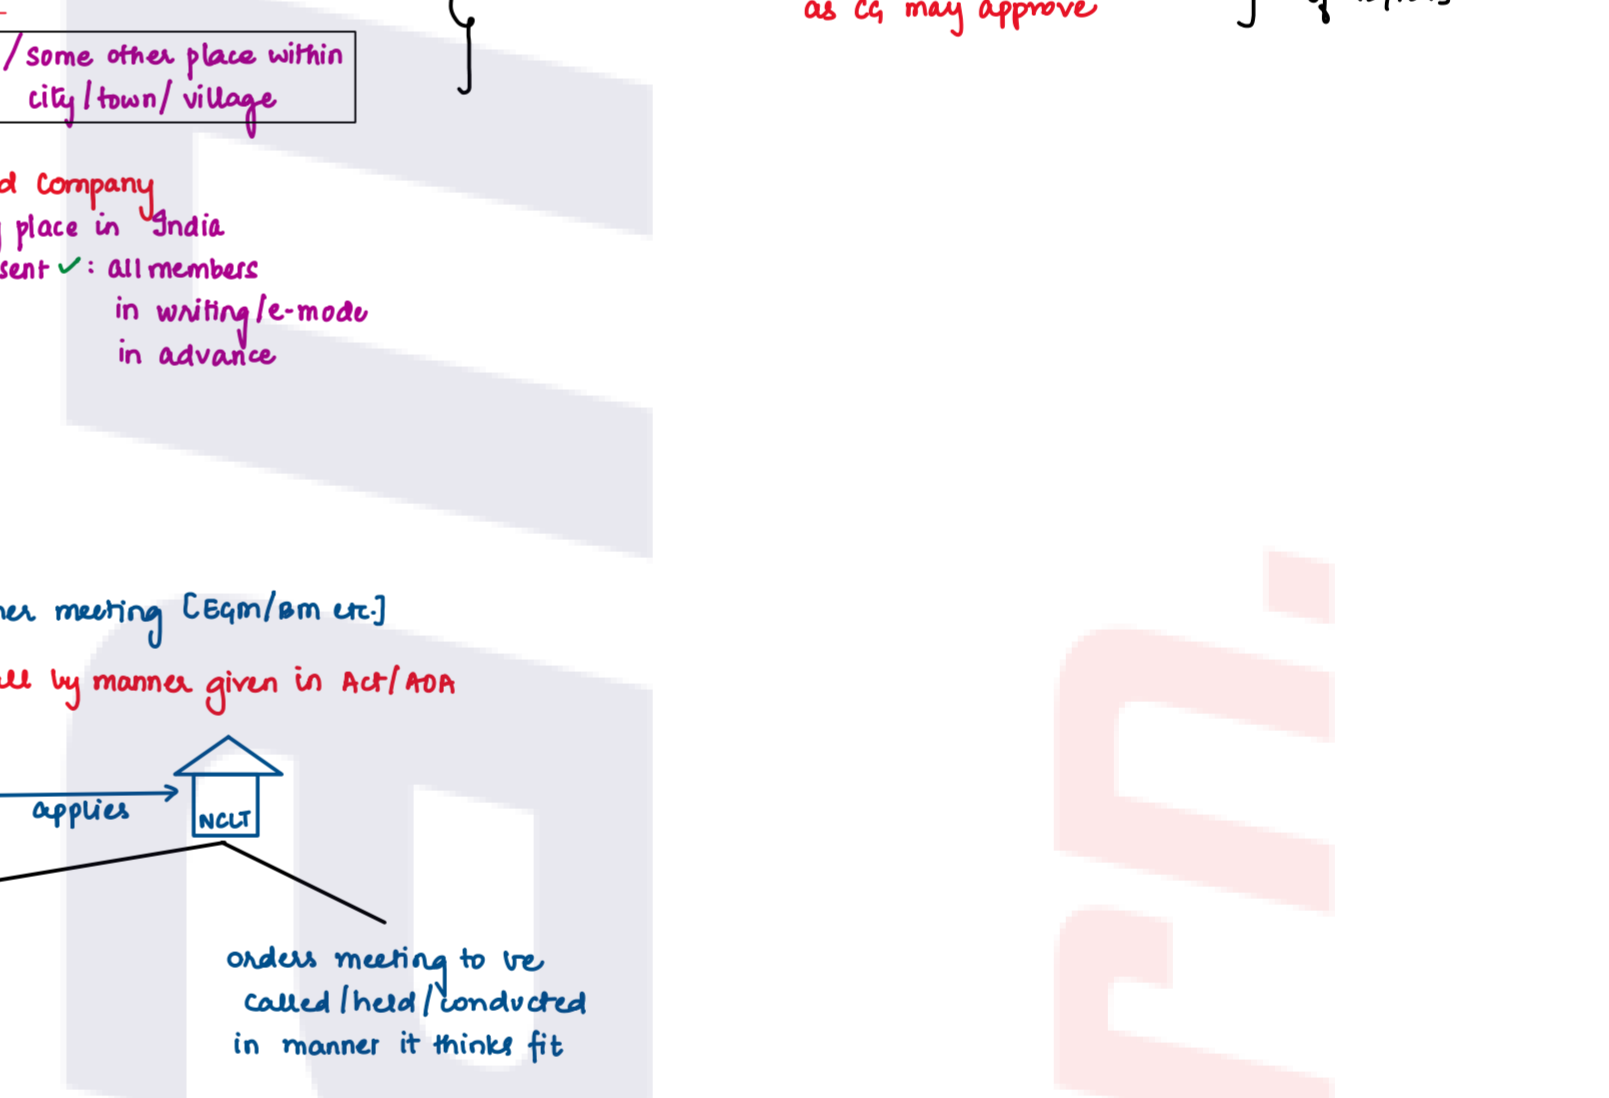 as CG may approve
/some other place within
city/town/village
d Company
place in India
sent ✓: all members
in writing/e-mode
in advance
her meeting [EGM/BM etc.]
by manner given in Act/AOA
applies
NCLT
orders meeting to be
called/held/conducted
in manner it thinks fit